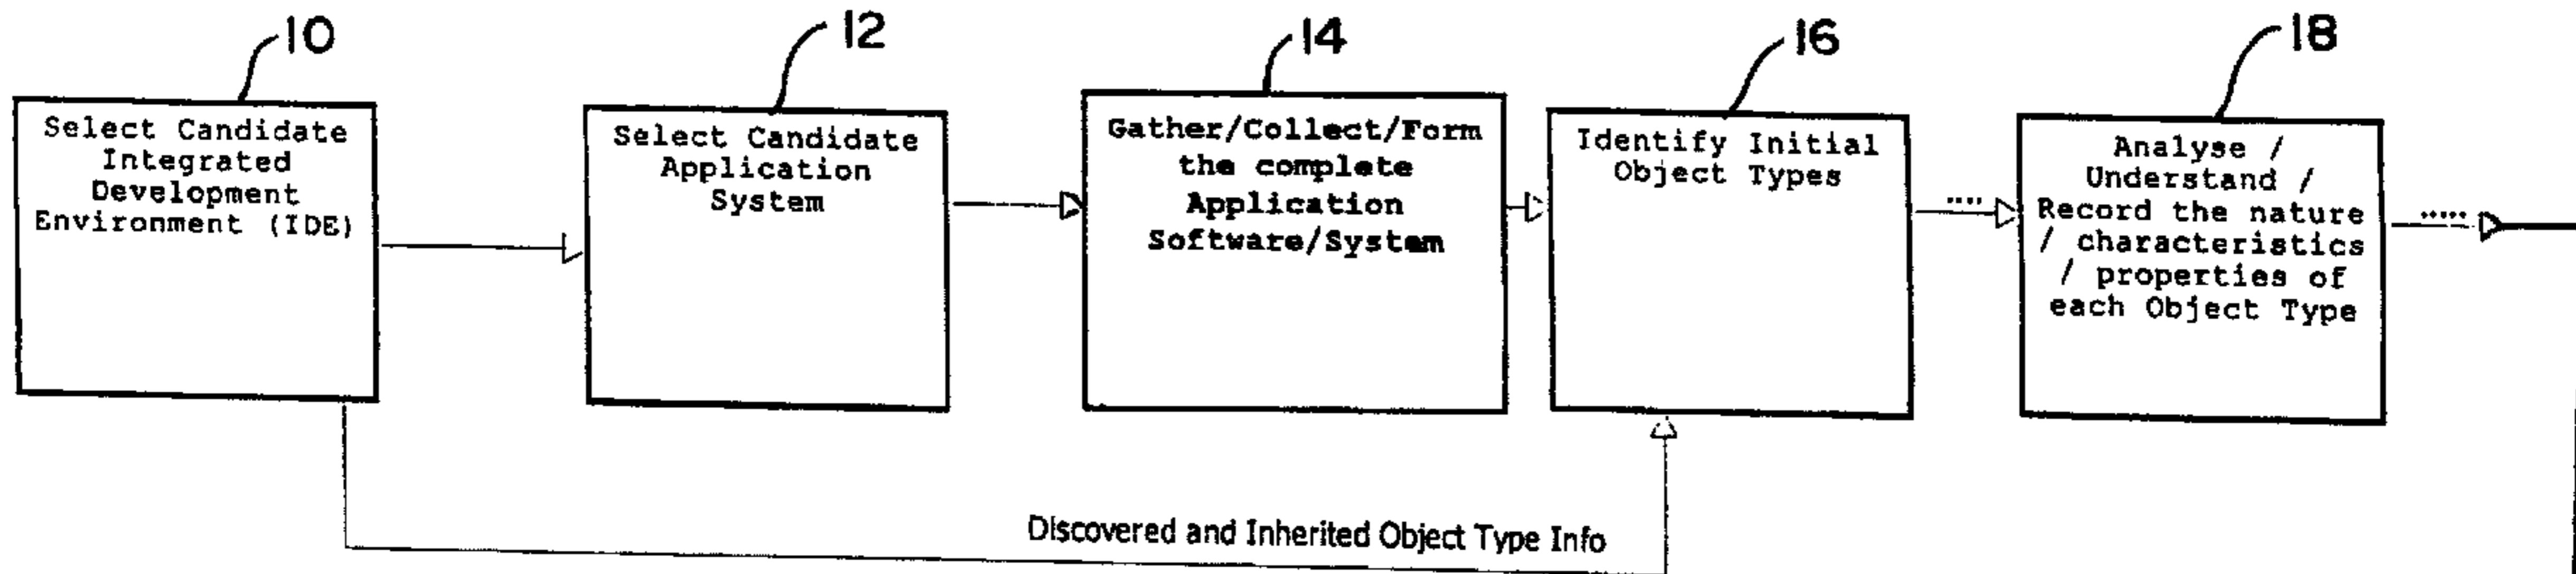 10
12
14
16
18
Select Candidate
Integrated
Development
Environment (IDE)
Select Candidate
Application
System
Gather/Collect/Form
the complete
Application
Software/System
Identify Initial
Object Types
Analyse /
Understand /
Record the nature
/ characteristics
/ properties of
each Object Type
Discovered and Inherited Object Type Info